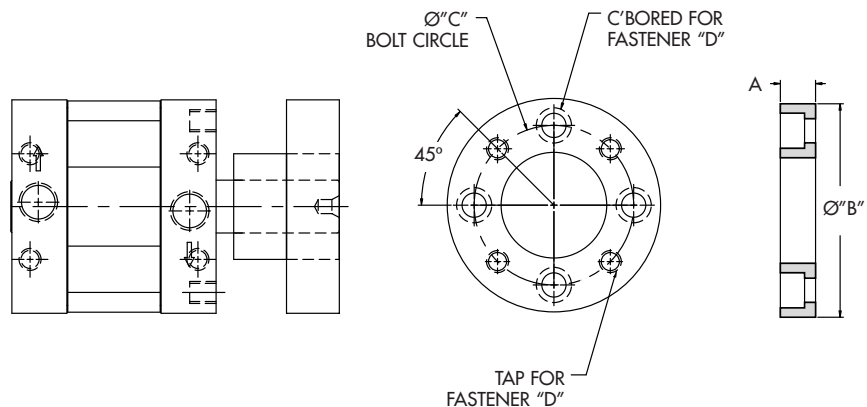 Ø"C"
BOLT CIRCLE
C'BORED FOR
FASTENER "D"
A
45°
Ø"B"
TAP FOR
FASTENER "D"